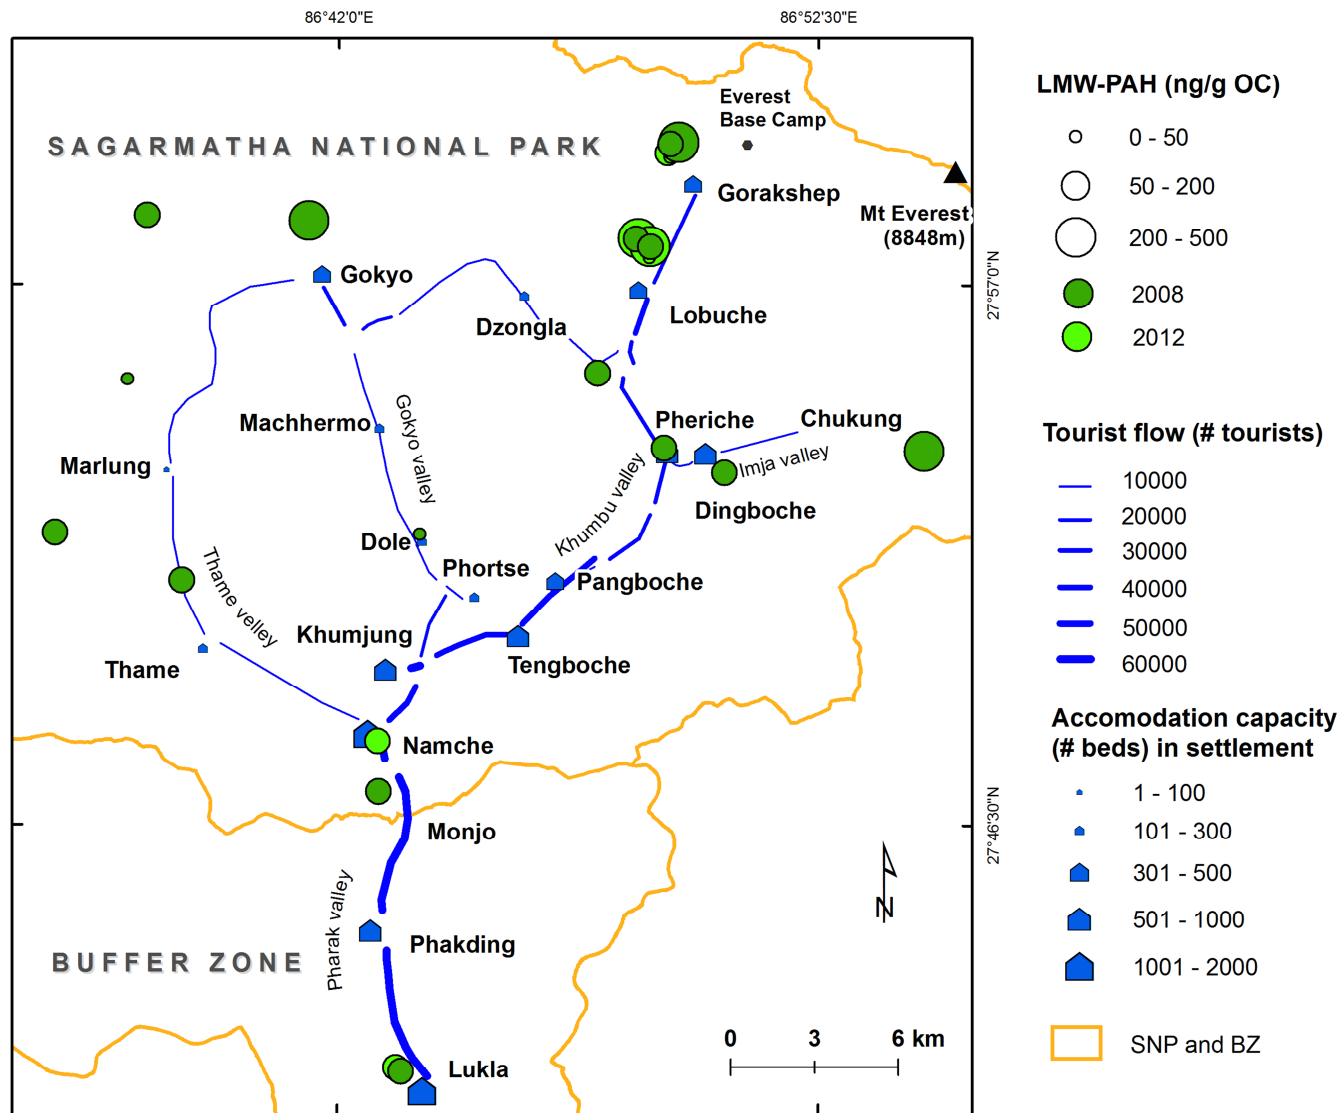 86°42'0"E
86°52'30"E
SAGARMATHA NATIONAL PARK
Everest
Base Camp
Gorakshep
Mt Everest
(8848m)
27°57'0"N
Gokyo
Lobuche
Dzongla
Machhermo
Gokyo valley
Pheriche
Chukung
Imja valley
Marlung
Khumbu valley
Dingboche
Dole
Phortse
Pangboche
Thame velley
Khumjung
Tengboche
Thame
Namche
Monjo
27°46'30"N
N
Pharak valley
Phakding
BUFFER ZONE
0 3 6 km
Lukla
LMW-PAH (ng/g OC)
0 - 50
50 - 200
200 - 500
2008
2012
Tourist flow (# tourists)
10000
20000
30000
40000
50000
60000
Accomodation capacity
(# beds) in settlement
1 - 100
101 - 300
301 - 500
501 - 1000
1001 - 2000
SNP and BZ